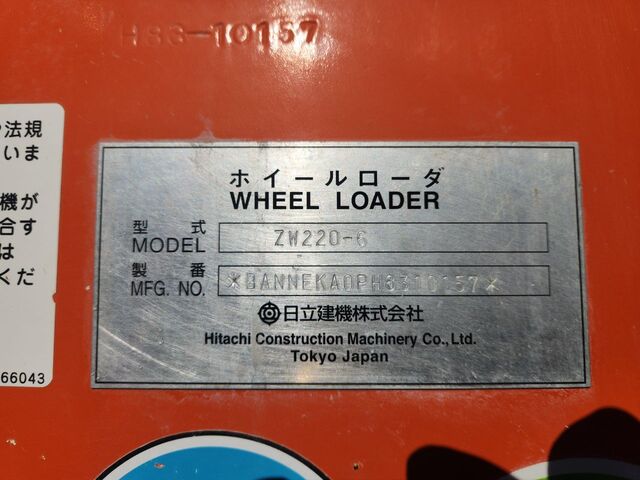 H83-10157
法規
いま
機が
合す
は
くだ
66043
ホイールローダ
WHEEL LOADER
型式
MODEL ZW220-6
製番
MFG. NO. *BANNEKA0PH8310157*
日立建機株式会社
Hitachi Construction Machinery Co., Ltd.
Tokyo Japan